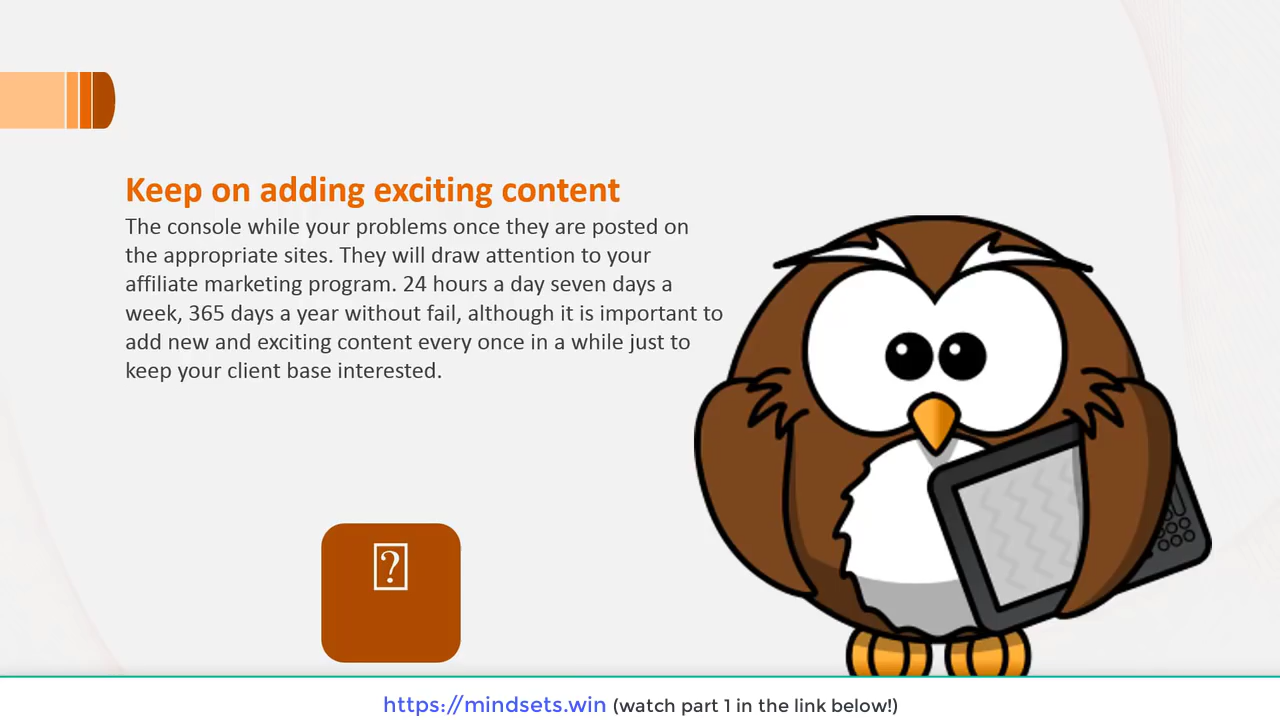 Keep on adding exciting content
The console while your problems once they are posted on
the appropriate sites. They will draw attention to your
affiliate marketing program. 24 hours a day seven days a
week, 365 days a year without fail, although it is important to
add new and exciting content every once in a while just to
keep your client base interested.
?
https://mindsets.win (watch part 1 in the link below!)